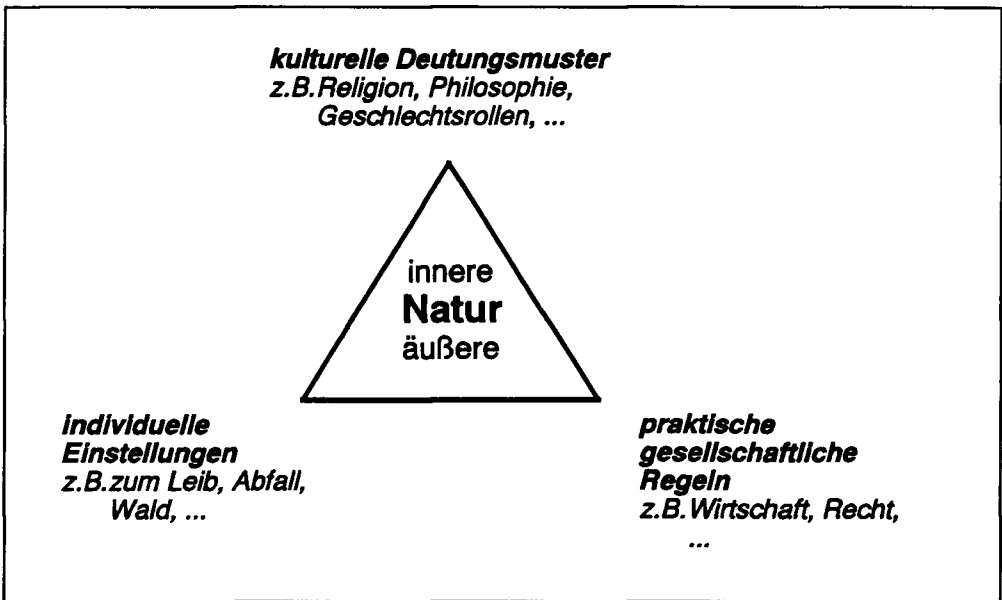 kulturelle Deutungsmuster
z.B. Religion, Philosophie,
Geschlechtsrollen, ...
innere
Natur
äußere
individuelle
Einstellungen
z.B. zum Leib, Abfall,
Wald, ...
praktische
gesellschaftliche
Regeln
z.B. Wirtschaft, Recht,
...